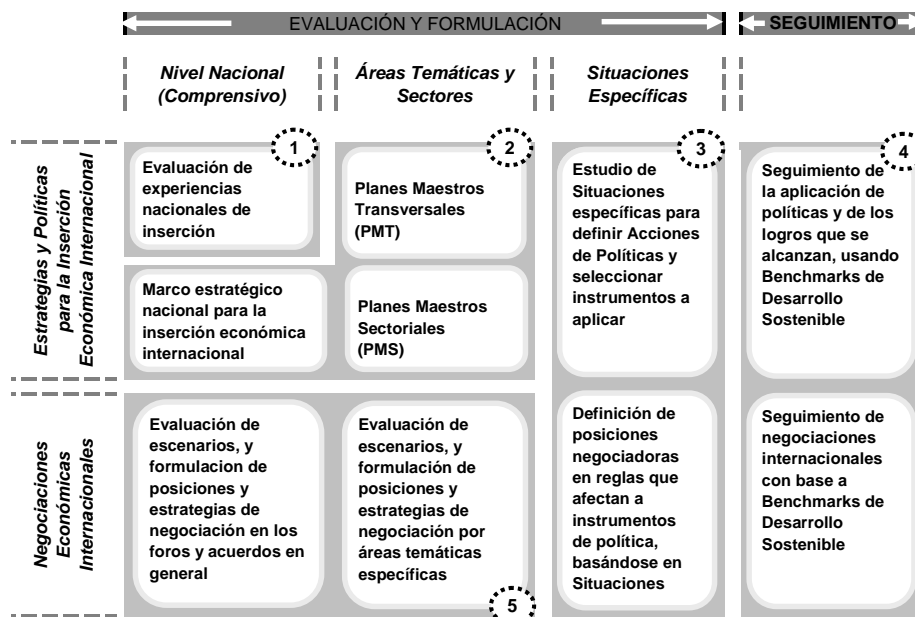 EVALUACIÓN Y FORMULACIÓN
SEGUIMIENTO
Nivel Nacional
(Comprensivo)
Áreas Temáticas y
Sectores
Situaciones
Específicas
Estrategias y Políticas
para la Inserción
Económica Internacional
1
Evaluación de
experiencias
nacionales de
inserción
Marco estratégico
nacional para la
inserción económica
internacional
2
Planes Maestros
Transversales
(PMT)
Planes Maestros
Sectoriales
(PMS)
3
Estudio de
Situaciones
específicas para
definir Acciones
de Políticas y
seleccionar
instrumentos a
aplicar
4
Seguimiento de
la aplicación de
políticas y de los
logros que se
alcanzan, usando
Benchmarks de
Desarrollo
Sostenible
Negociaciones
Económicas
Internacionales
Evaluación de
escenarios, y
formulacion de
posiciones y
estrategias de
negociación en los
foros y acuerdos en
general
Evaluación de
escenarios, y
formulación de
posiciones y
estrategias de
negociación por
áreas temáticas
específicas
5
Definición de
posiciones
negociadoras
en reglas que
afectan a
instrumentos
de política,
basándose en
Situaciones
Seguimiento de
negociaciones
internacionales
con base a
Benchmarks de
Desarrollo
Sostenible